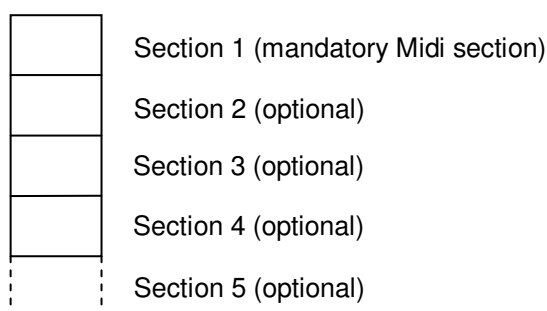 Section 1 (mandatory Midi section)
Section 2 (optional)
Section 3 (optional)
Section 4 (optional)
Section 5 (optional)